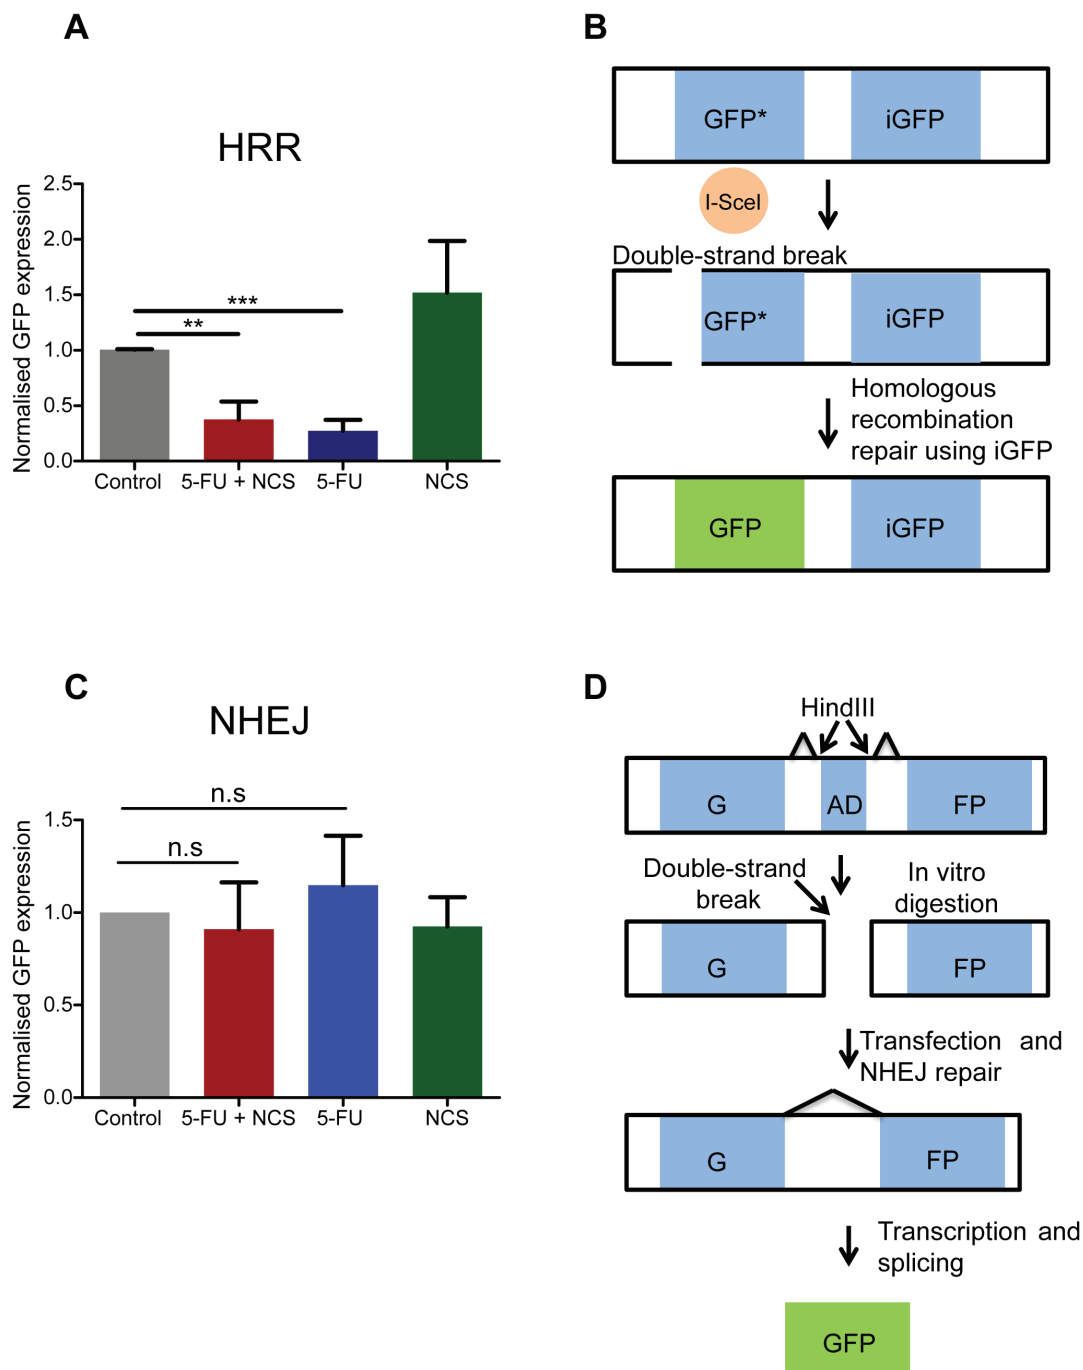 A
HRR
Normalised GFP expression
2.5
2.0
1.5
1.0
0.5
0.0
***
**
Control
5-FU + NCS
5-FU
NCS
B
GFP*
iGFP
I-SceI
Double-strand break
GFP*
iGFP
Homologous
recombination
repair using iGFP
GFP
iGFP
C
NHEJ
Normalised GFP expression
1.5
1.0
0.5
0.0
n.s
n.s
Control
5-FU + NCS
5-FU
NCS
D
HindIII
G
AD
FP
Double-strand
break
In vitro
digestion
G
FP
Transfection and
NHEJ repair
G
FP
Transcription and
splicing
GFP